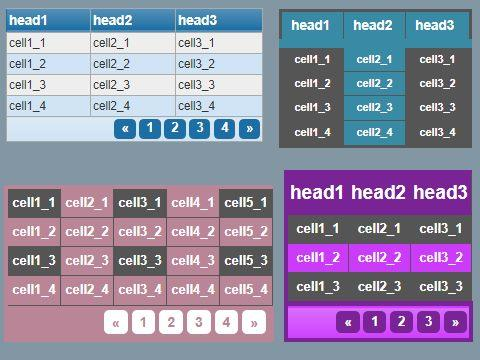 head1 head2 head3
cell1_1 cell2_1 cell3_1
cell1_2 cell2_2 cell3_2
cell1_3 cell2_3 cell3_3
cell1_4 cell2_4 cell3_4
« 1 2 3 4 »
head1 head2 head3
cell1_1 cell2_1 cell3_1
cell1_2 cell2_2 cell3_2
cell1_3 cell2_3 cell3_3
cell1_4 cell2_4 cell3_4
cell1_1 cell2_1 cell3_1 cell4_1 cell5_1
cell1_2 cell2_2 cell3_2 cell4_2 cell5_2
cell1_3 cell2_3 cell3_3 cell4_3 cell5_3
cell1_4 cell2_4 cell3_4 cell4_4 cell5_4
« 1 2 3 4 »
head1 head2 head3
cell1_1 cell2_1 cell3_1
cell1_2 cell2_2 cell3_2
cell1_3 cell2_3 cell3_3
« 1 2 3 »